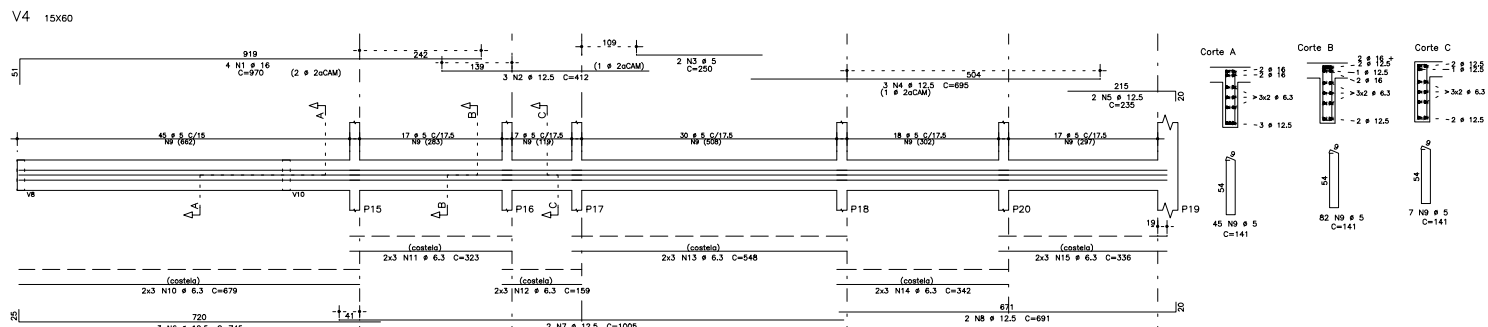 V4 15X60
51
919
4 N1 ø 16
C=970
(2 ø 2aCAM)
242
139
3 N2 ø 12.5 C=412
109
(1 ø 2aCAM)
2 N3 ø 5
C=250
504
3 N4 ø 12.5 C=695
(1 ø 2aCAM)
215
2 N5 ø 12.5
C=235
20
A
B
C
45 ø 5 C/15
N9 (662)
17 ø 5 C/17.5
N9 (283)
7 ø 5 C/17.5
N9 (119)
30 ø 5 C/17.5
N9 (508)
18 ø 5 C/17.5
N9 (302)
17 ø 5 C/17.5
N9 (297)
V8
V10
A
B
C
P15
P16
P17
P18
P20
P19
19
(costela)
2x3 N11 ø 6.3 C=323
(costela)
2x3 N13 ø 6.3 C=548
(costela)
2x3 N15 ø 6.3 C=336
(costela)
2x3 N10 ø 6.3 C=679
(costela)
2x3 N12 ø 6.3 C=159
(costela)
2x3 N14 ø 6.3 C=342
25
720
41
2 N7 ø 12.5 C=1005
671
2 N8 ø 12.5 C=691
20
Corte A
2 ø 16
2 ø 16
3x2 ø 6.3
3 ø 12.5
9
54
45 N9 ø 5
C=141
Corte B
2 ø 16 +
2 ø 12.5
1 ø 12.5
2 ø 16
3x2 ø 6.3
2 ø 12.5
9
54
82 N9 ø 5
C=141
Corte C
2 ø 12.5
1 ø 12.5
3x2 ø 6.3
2 ø 12.5
9
54
7 N9 ø 5
C=141